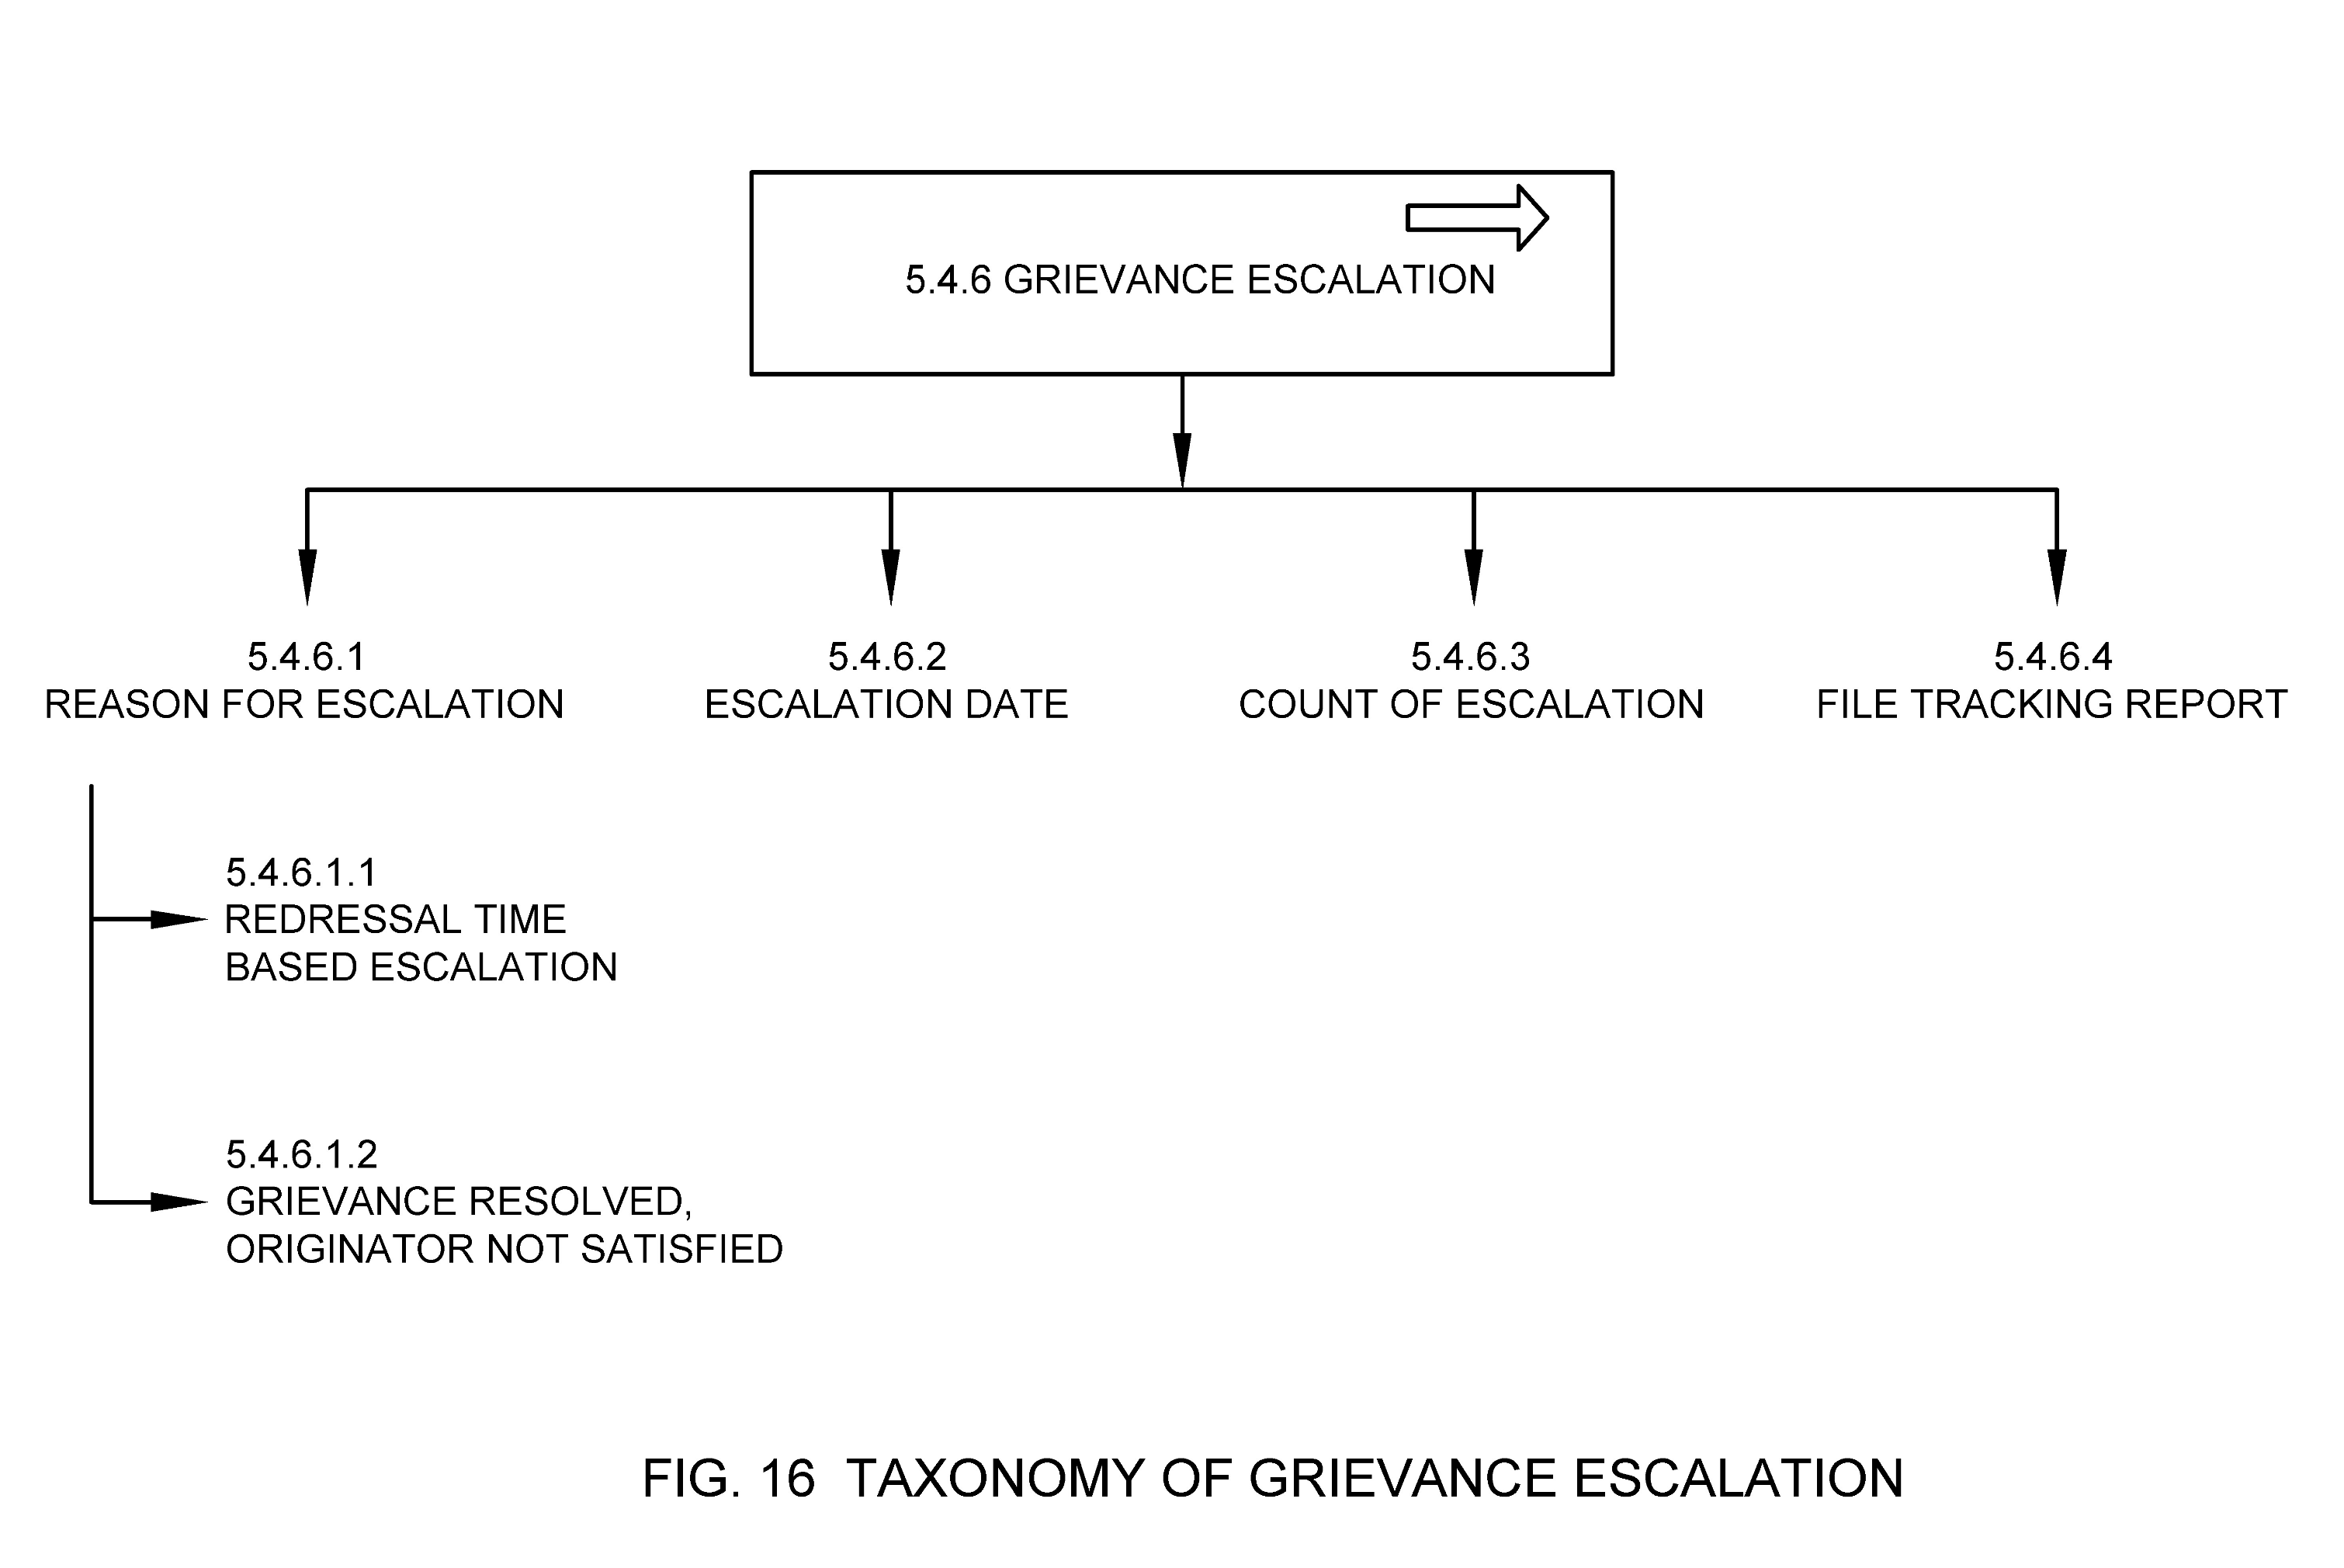 5.4.6 GRIEVANCE ESCALATION
5.4.6.1
REASON FOR ESCALATION
5.4.6.2
ESCALATION DATE
5.4.6.3
COUNT OF ESCALATION
5.4.6.4
FILE TRACKING REPORT
5.4.6.1.1
REDRESSAL TIME
BASED ESCALATION
5.4.6.1.2
GRIEVANCE RESOLVED,
ORIGINATOR NOT SATISFIED
FIG. 16 TAXONOMY OF GRIEVANCE ESCALATION